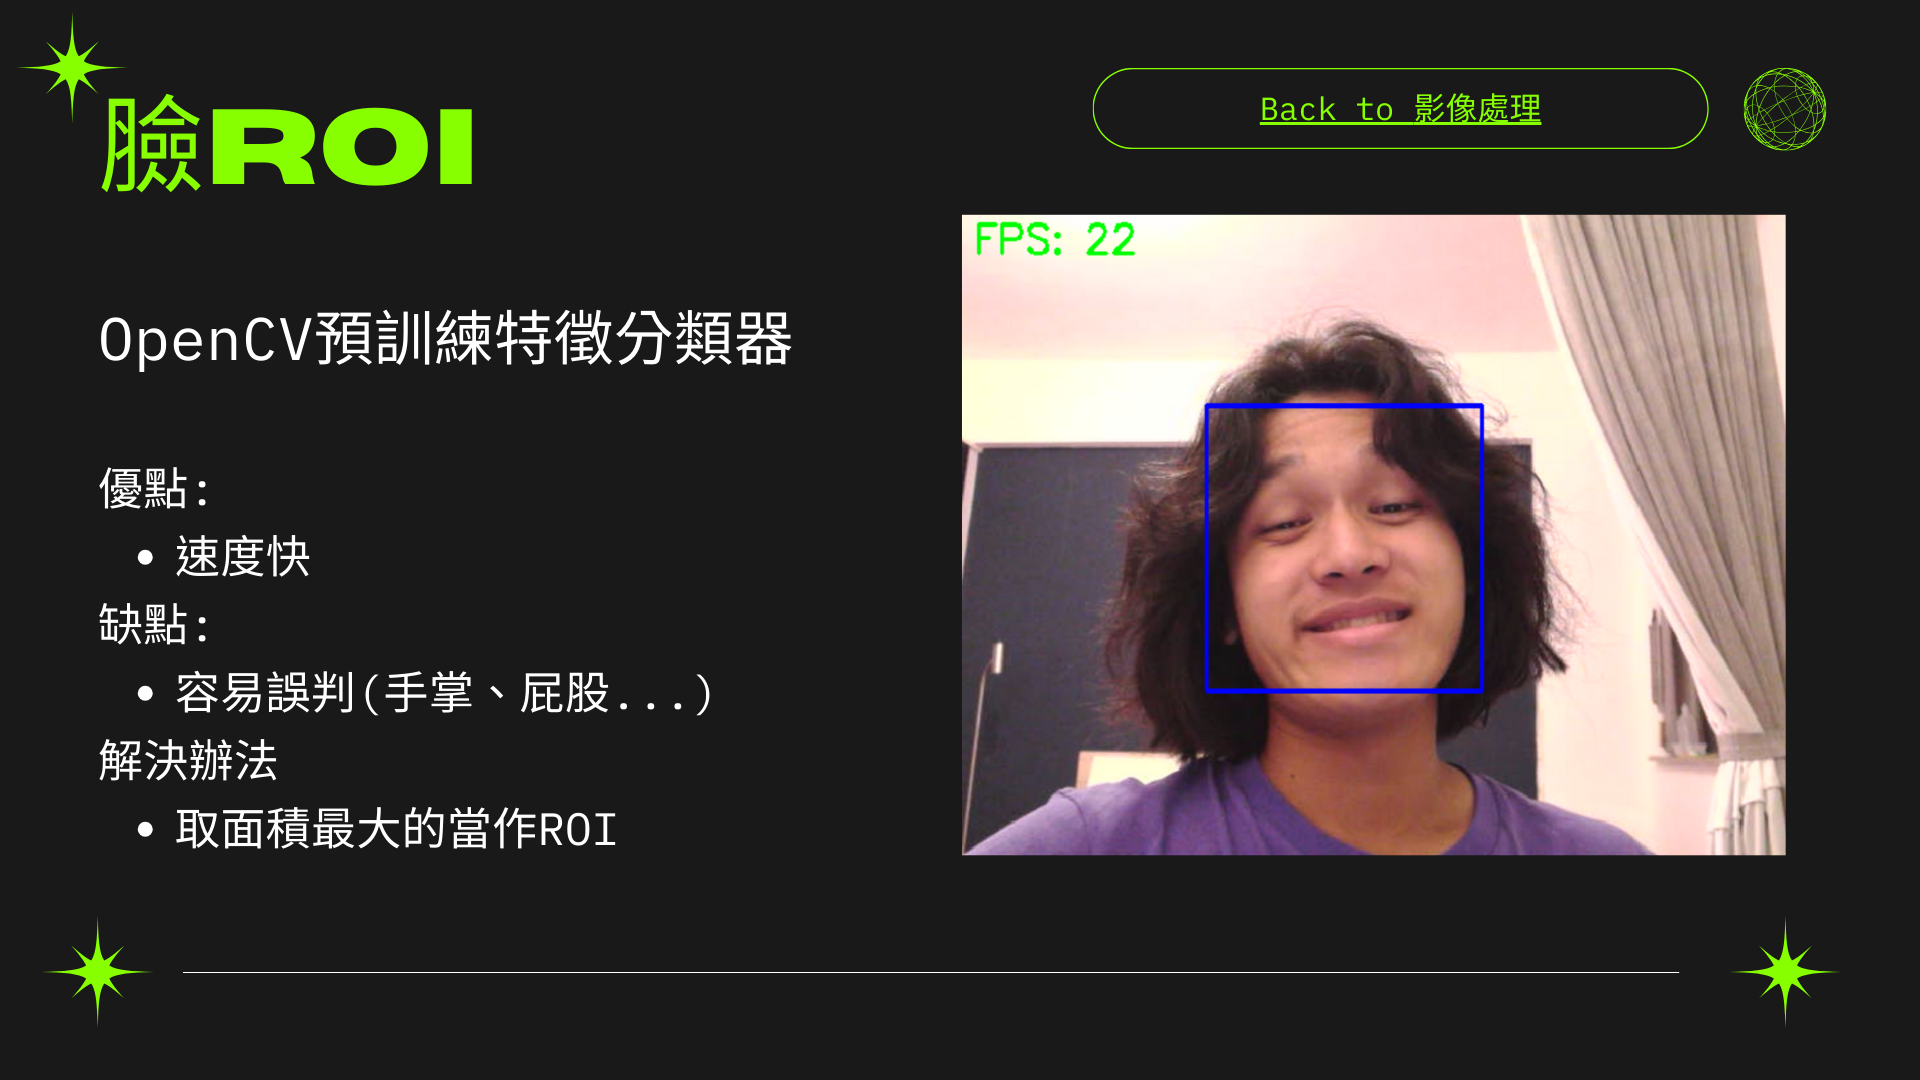 臉ROI
Back to 影像處理
FPS: 22
OpenCV預訓練特徵分類器
優點:
• 速度快
缺點:
• 容易誤判(手掌、屁股...)
解決辦法
• 取面積最大的當作ROI